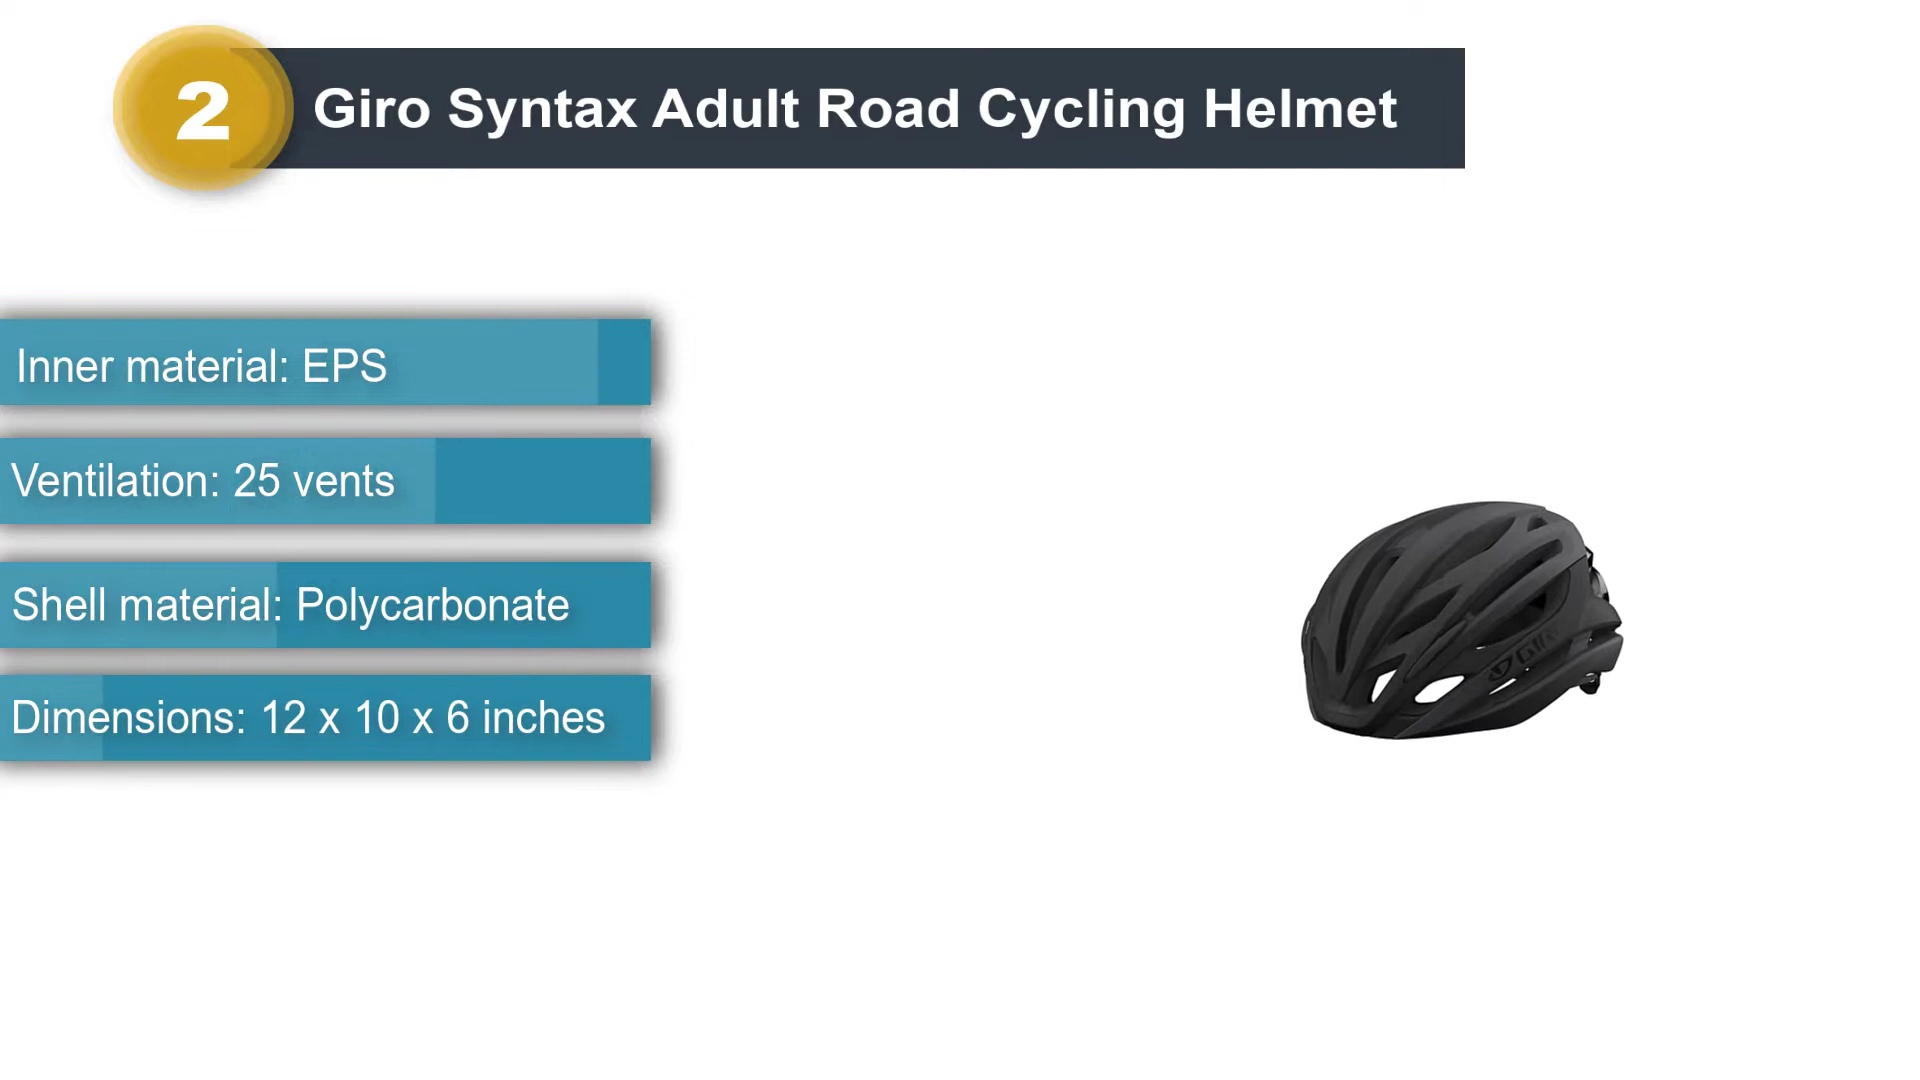 2
Giro Syntax Adult Road Cycling Helmet
Inner material: EPS
Ventilation: 25 vents
Shell material: Polycarbonate
Dimensions: 12 x 10 x 6 inches
GIRO